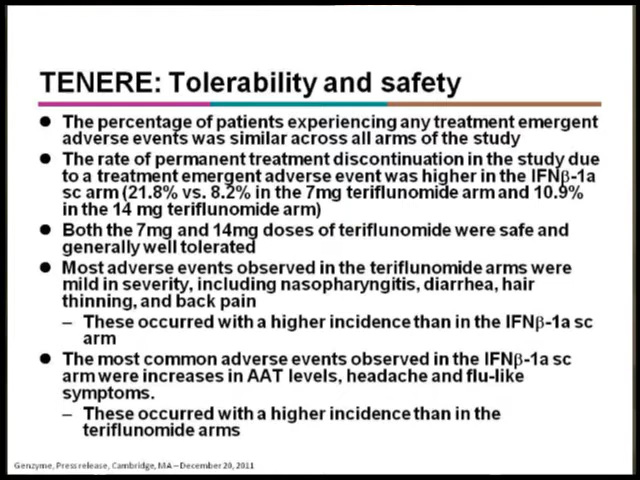 TENERE: Tolerability and safety
● The percentage of patients experiencing any treatment emergent
adverse events was similar across all arms of the study
● The rate of permanent treatment discontinuation in the study due
to a treatment emergent adverse event was higher in the IFNβ-1a
sc arm (21.8% vs. 8.2% in the 7mg teriflunomide arm and 10.9%
in the 14 mg teriflunomide arm)
● Both the 7mg and 14mg doses of teriflunomide were safe and
generally well tolerated
● Most adverse events observed in the teriflunomide arms were
mild in severity, including nasopharyngitis, diarrhea, hair
thinning, and back pain
– These occurred with a higher incidence than in the IFNβ-1a sc
arm
● The most common adverse events observed in the IFNβ-1a sc
arm were increases in AAT levels, headache and flu-like
symptoms.
– These occurred with a higher incidence than in the
teriflunomide arms
Genzyme, Press release, Cambridge, MA – December 20, 2011